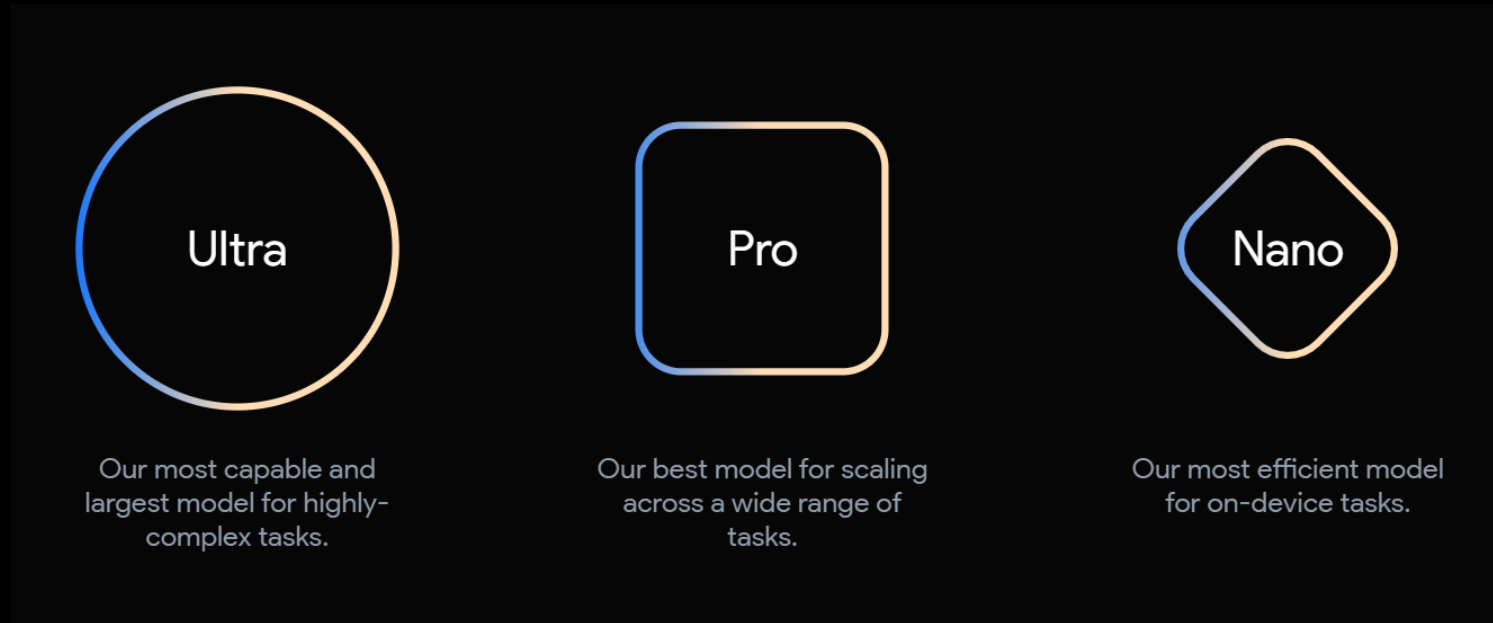 Ultra
Our most capable and
largest model for highly-
complex tasks.
Pro
Our best model for scaling
across a wide range of
tasks.
Nano
Our most efficient model
for on-device tasks.